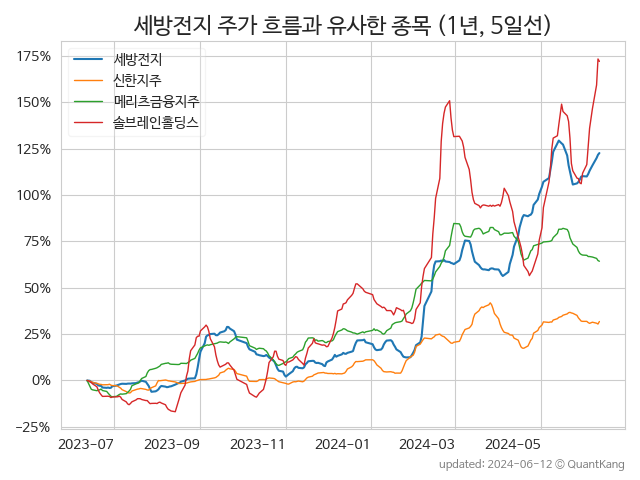 세방전지 주가 흐름과 유사한 종목 (1년, 5일선)
175%
150%
125%
100%
75%
50%
25%
0%
−25%
세방전지
신한지주
메리츠금융지주
솔브레인홀딩스
2023-07 2023-09 2023-11 2024-01 2024-03 2024-05
updated: 2024-06-12 © QuantKang